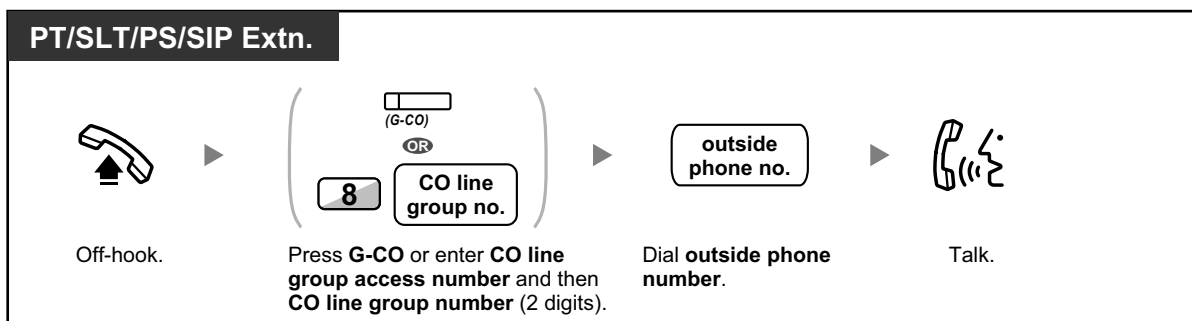 PT/SLT/PS/SIP Extn.
(G-CO)
OR
8
CO line
group no.
outside
phone no.
Off-hook.
Press G-CO or enter CO line
group access number and then
CO line group number (2 digits).
Dial outside phone
number.
Talk.